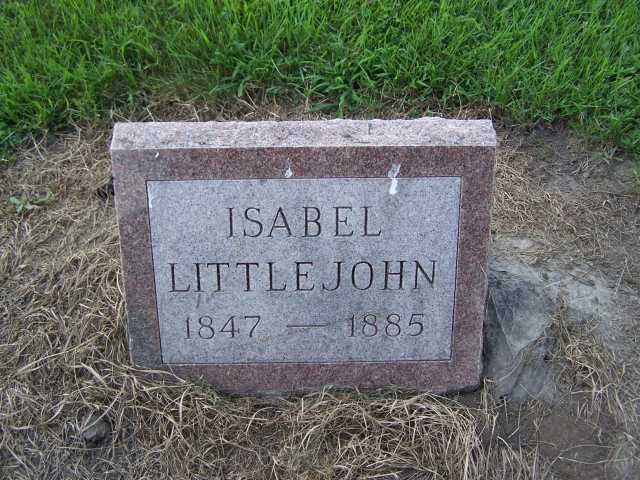 ISABEL
LITTLEJOHN
1847 — 1885